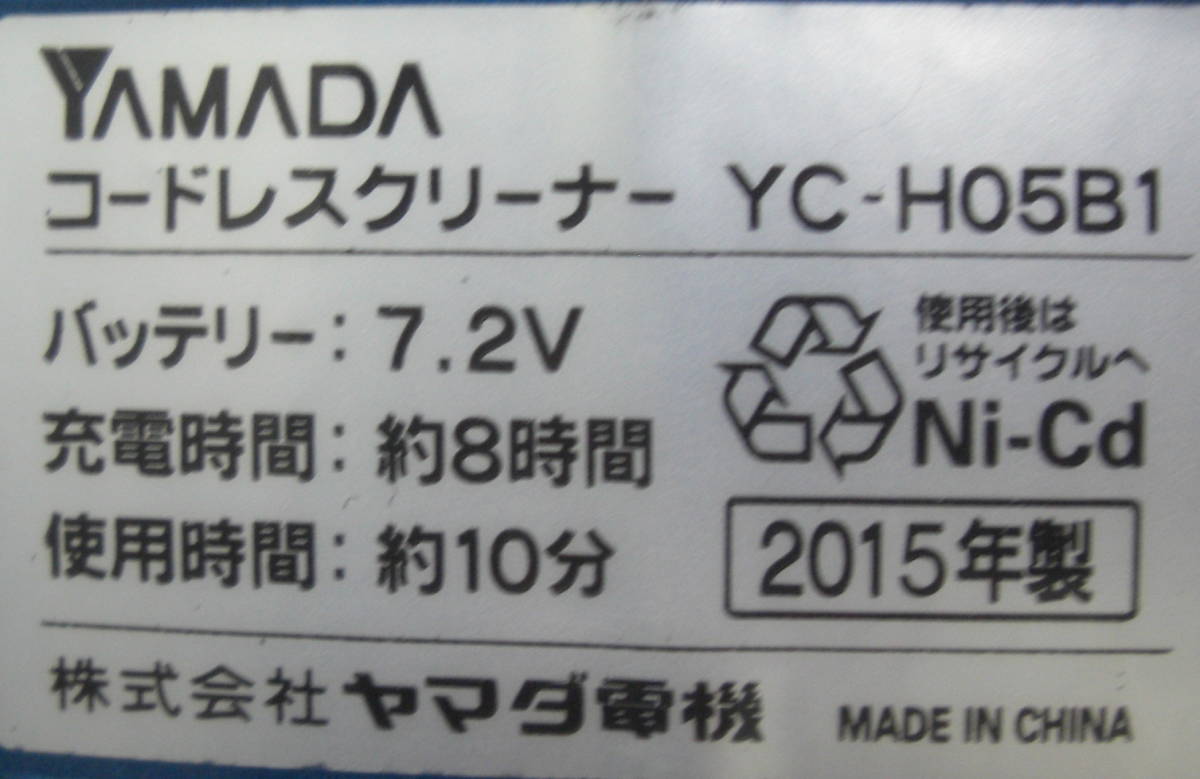 YAMADA
コードレスクリーナー YC-H05B1
バッテリー: 7.2V
充電時間: 約8時間
使用時間: 約10分
使用後は
リサイクルへ
Ni-Cd
2015年製
株式会社 ヤマダ電機
MADE IN CHINA